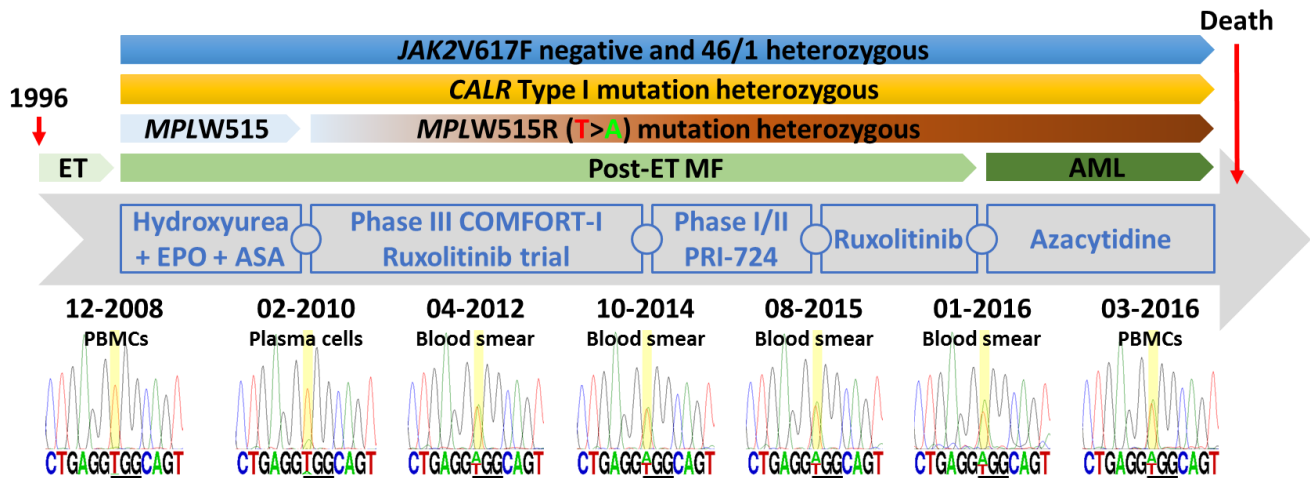 Death
JAK2V617F negative and 46/1 heterozygous
1996
CALR Type I mutation heterozygous
MPLW515
MPLW515R (T>A) mutation heterozygous
ET
Post-ET MF
AML
Hydroxyurea
+ EPO + ASA
Phase III COMFORT-I
Ruxolitinib trial
Phase I/II
PRI-724
Ruxolitinib
Azacytidine
12-2008
PBMCs
02-2010
Plasma cells
04-2012
Blood smear
10-2014
Blood smear
08-2015
Blood smear
01-2016
Blood smear
03-2016
PBMCs
CTGAGGTGGCAGT
CTGAGGTGGCAGT
CTGAGGAGGCAGT
CTGAGGAGGCAGT
CTGAGGAGGCAGT
CTGAGGAGGCAGT
CTGAGGAGGCAGT